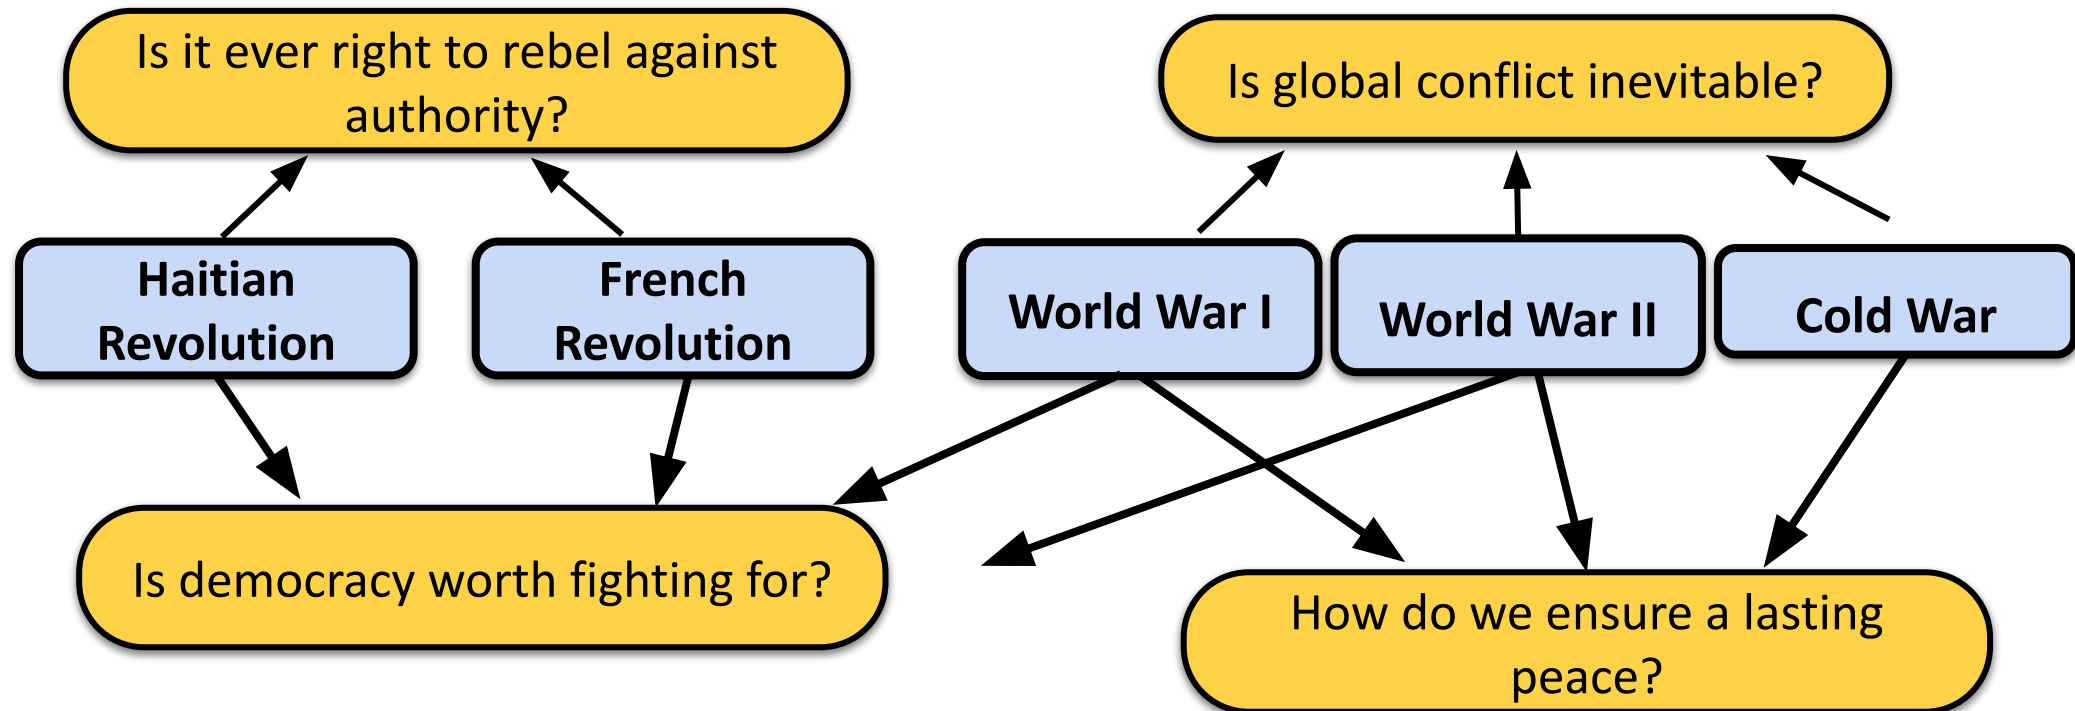 Is it ever right to rebel against
authority?
Is global conflict inevitable?
Haitian
Revolution
French
Revolution
World War I
World War II
Cold War
Is democracy worth fighting for?
How do we ensure a lasting
peace?